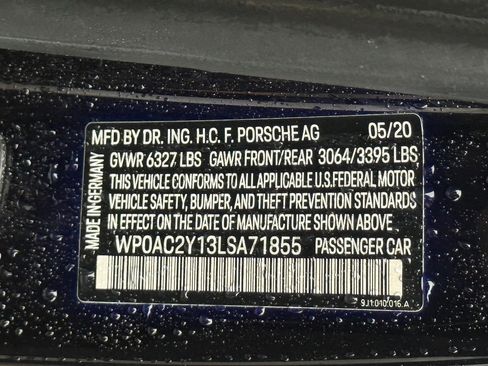 MFD BY DR. ING. H.C. F. PORSCHE AG 05/20
GVWR 6327 LBS GAWR FRONT/REAR 3064/3395 LBS
THIS VEHICLE CONFORMS TO ALL APPLICABLE U.S.FEDERAL MOTOR
VEHICLE SAFETY, BUMPER, AND THEFT PREVENTION STANDARDS
IN EFFECT ON THE DATE OF MANUFACTURE SHOWN ABOVE.
WP0AC2Y13LSA71855 PASSENGER CAR
9J1.010.016.A
MADE-IN-GERMANY